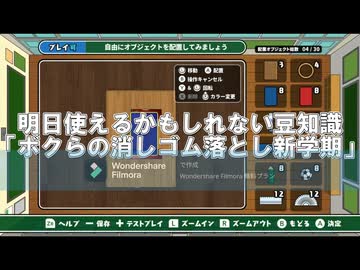 プレイ可
自由にオブジェクトを配置してみましょう
配置オブジェクト総数 04 / 30
移動 A 配置
B 操作キャンセル
Y & 回転
カラー変更
7
4
8
8
明日使えるかもしれない豆知識
「ボクらの消しゴム落とし新学期」
Wondershare
Filmora
で作成
Wondershare Filmora 無料プラン
12
12
ZR ヘルプ
− 保存
+ テストプレイ
L ズームイン
R ズームアウト
B もどる
A 決定